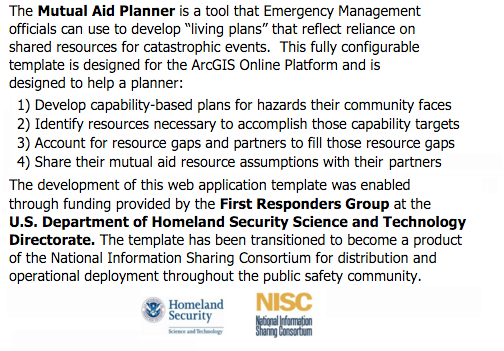 The Mutual Aid Planner is a tool that Emergency Management
officials can use to develop “living plans” that reflect reliance on
shared resources for catastrophic events.  This fully configurable
template is designed for the ArcGIS Online Platform and is
designed to help a planner:
1) Develop capability-based plans for hazards their community faces
2) Identify resources necessary to accomplish those capability targets
3) Account for resource gaps and partners to fill those resource gaps
4) Share their mutual aid resource assumptions with their partners
The development of this web application template was enabled
through funding provided by the First Responders Group at the
U.S. Department of Homeland Security Science and Technology
Directorate. The template has been transitioned to become a product
of the National Information Sharing Consortium for distribution and
operational deployment throughout the public safety community.
Homeland
Security
Science and Technology
NISC
National Information
Sharing Consortium